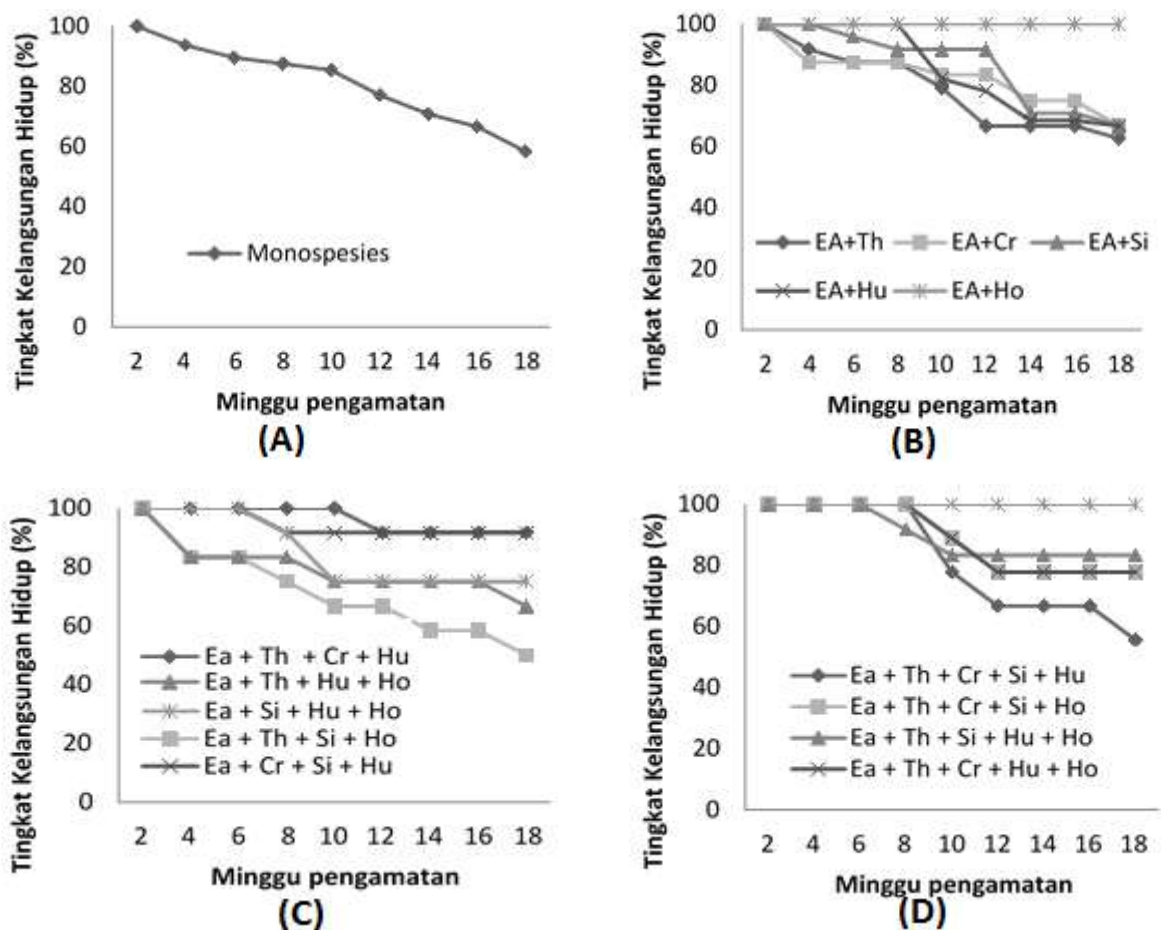 Tingkat Kelangsungan Hidup (%)
100
80
60
40
20
0
Monospesies
2 4 6 8 10 12 14 16 18
Minggu pengamatan
(A)
Tingkat Kelangsungan Hidup (%)
100
80
60
40
20
0
EA+Th EA+Cr EA+Si
EA+Hu EA+Ho
2 4 6 8 10 12 14 16 18
Minggu pengamatan
(B)
Tingkat Kelangsungan Hidup (%)
100
80
60
40
20
0
Ea + Th + Cr + Hu
Ea + Th + Hu + Ho
Ea + Si + Hu + Ho
Ea + Th + Si + Ho
Ea + Cr + Si + Hu
2 4 6 8 10 12 14 16 18
Minggu pengamatan
(C)
Tingkat Kelangsungan Hidup (%)
100
80
60
40
20
0
Ea + Th + Cr + Si + Hu
Ea + Th + Cr + Si + Ho
Ea + Th + Si + Hu + Ho
Ea + Th + Cr + Hu + Ho
2 4 6 8 10 12 14 16 18
Minggu pengamatan
(D)